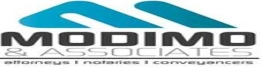 MODIMO
& ASSOCIATES
attorneys | notaries | conveyancers